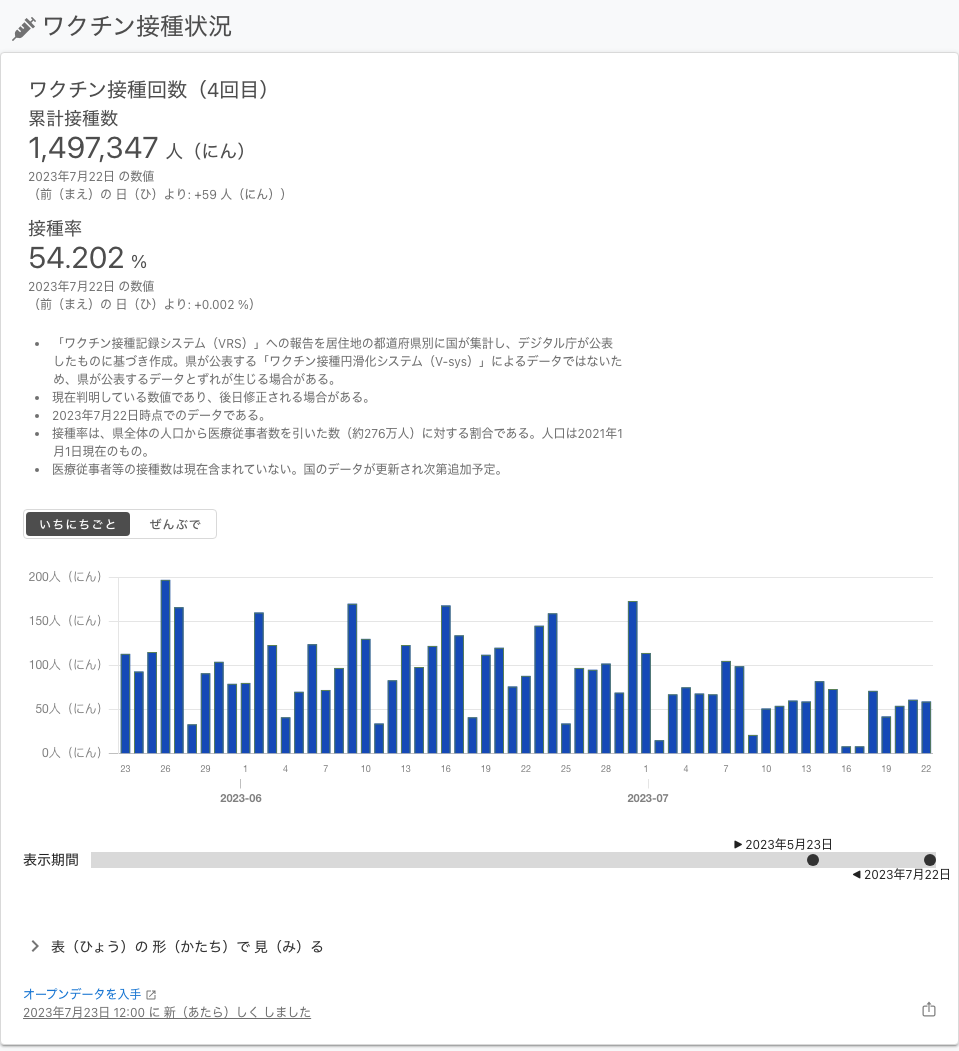 ワクチン接種状況
ワクチン接種回数（4回目）
累計接種数
1,497,347 人（にん）
2023年7月22日 の数値
（前（まえ）の 日（ひ）より: +59 人（にん））
接種率
54.202 %
2023年7月22日 の数値
（前（まえ）の 日（ひ）より: +0.002 %）
• 「ワクチン接種記録システム（VRS）」への報告を居住地の都道府県別に国が集計し、デジタル庁が公表
したものに基づき作成。県が公表する「ワクチン接種円滑化システム（V-sys）」によるデータではないた
め、県が公表するデータとずれが生じる場合がある。
• 現在判明している数値であり、後日修正される場合がある。
• 2023年7月22日時点でのデータである。
• 接種率は、県全体の人口から医療従事者数を引いた数（約276万人）に対する割合である。人口は2021年1
月1日現在のもの。
• 医療従事者等の接種数は現在含まれていない。国のデータが更新され次第追加予定。
いちにちごと ぜんぶで
200人（にん）
150人（にん）
100人（にん）
50人（にん）
0人（にん）
23 26 29 1 4 7 10 13 16 19 22 25 28 1 4 7 10 13 16 19 22
2023-06 2023-07
▶ 2023年5月23日
表示期間
◀ 2023年7月22日
表（ひょう）の 形（かたち）で 見（み）る
オープンデータを入手
2023年7月23日 12:00 に 新（あたら）しく しました